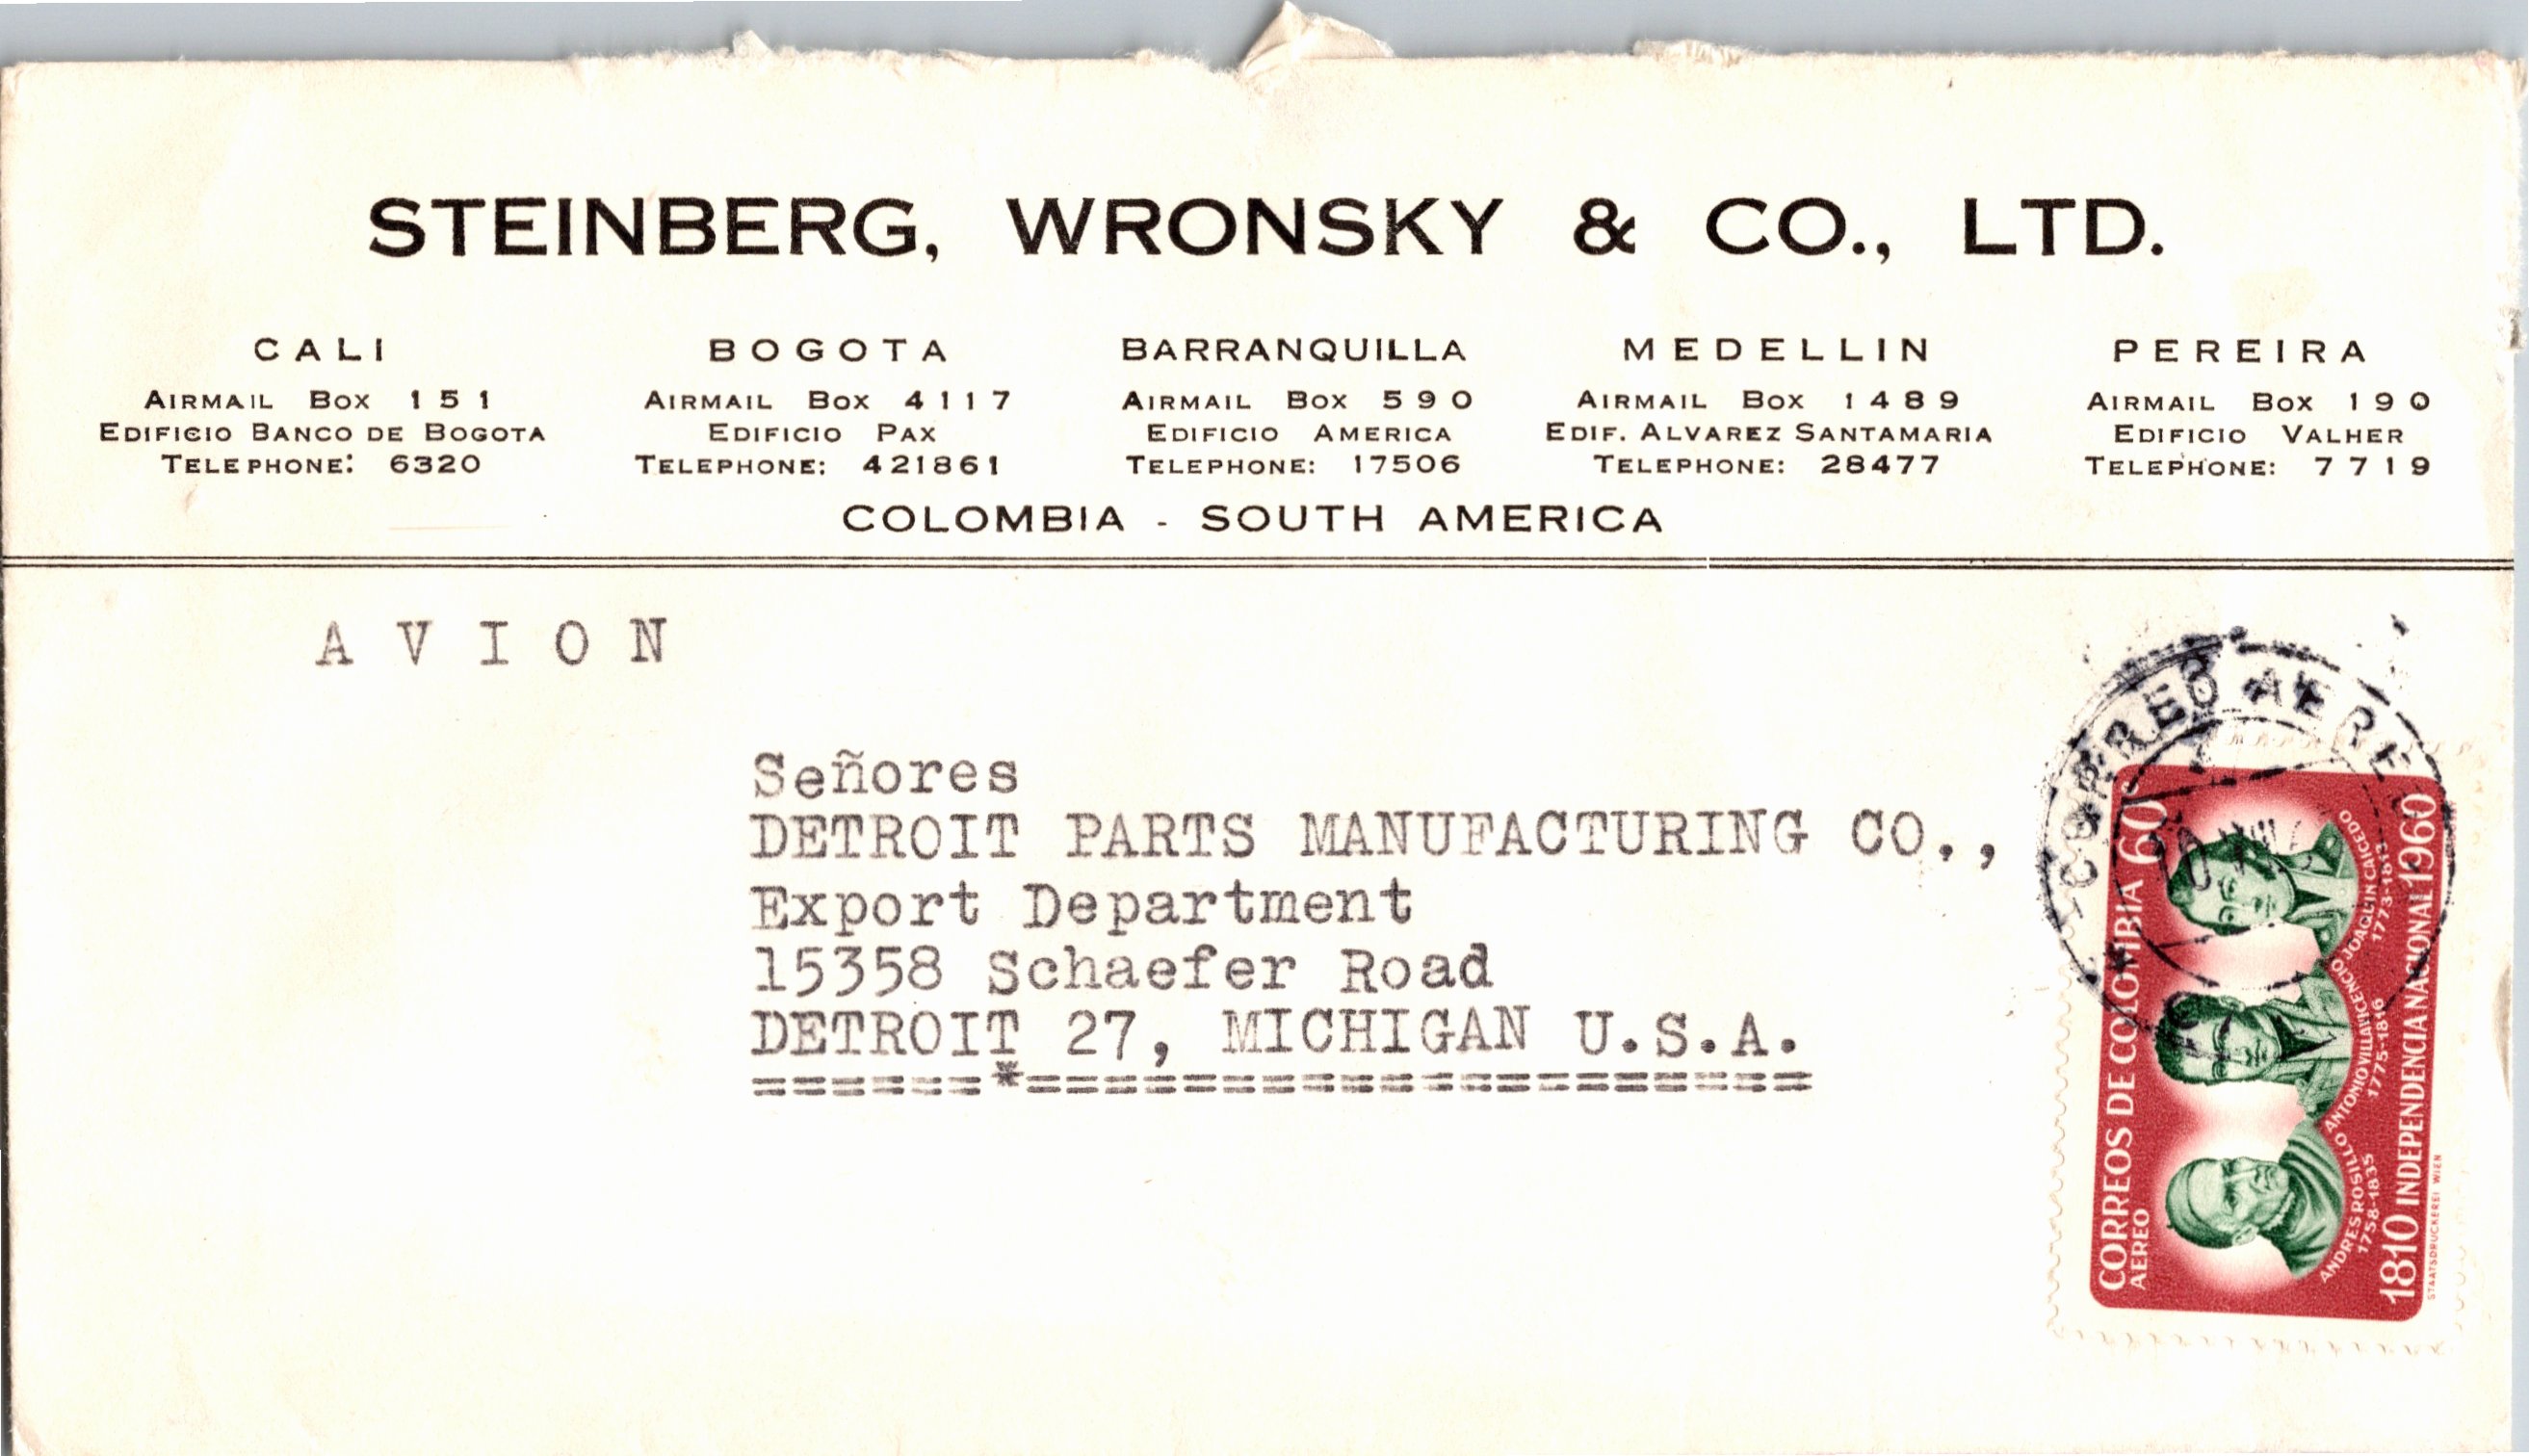 STEINBERG, WRONSKY & CO., LTD.
CALI
AIRMAIL BOX 151
EDIFICIO BANCO DE BOGOTA
TELEPHONE: 6320
BOGOTA
AIRMAIL BOX 4117
EDIFICIO PAX
TELEPHONE: 421861
BARRANQUILLA
AIRMAIL BOX 590
EDIFICIO AMERICA
TELEPHONE: 17506
MEDELLIN
AIRMAIL BOX 1489
EDIF. ALVAREZ SANTAMARIA
TELEPHONE: 28477
PEREIRA
AIRMAIL BOX 190
EDIFICIO VALHER
TELEPHONE: 7719
COLOMBIA - SOUTH AMERICA
AVION
Señores
DETROIT PARTS MANUFACTURING CO.,
Export Department
15358 Schaefer Road
DETROIT 27, MICHIGAN U.S.A.
======*====================
CORREO AERE
CORREOS DE COLOMBIA 60
AEREO
ANDRES ROSILLO
1758-1835
ANTONIO VILLAVICENCIO
1775-1816
JOAQUIN CAICEDO
1773-1813
1810 INDEPENDENCIA NACIONAL 1960
STAATSDRUCKEREI WIEN